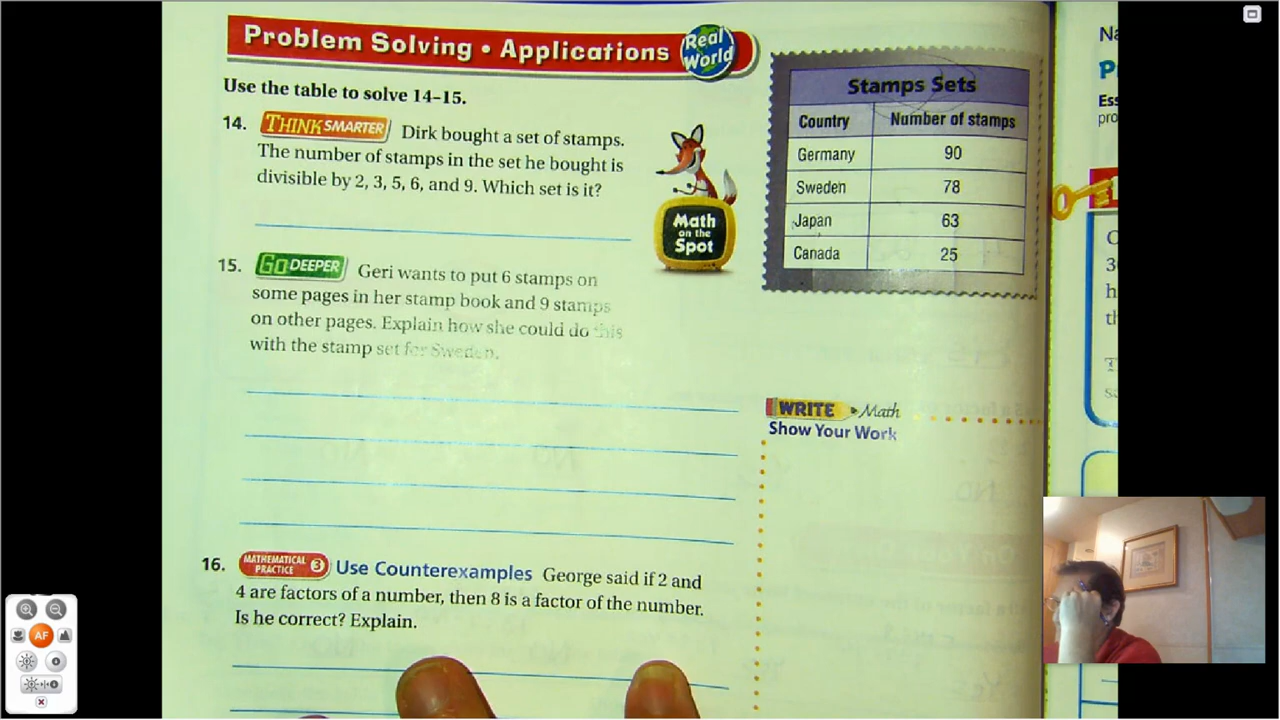 Problem Solving • Applications
Real World
Use the table to solve 14–15.
14. THINK SMARTER Dirk bought a set of stamps.
The number of stamps in the set he bought is
divisible by 2, 3, 5, 6, and 9. Which set is it?
Math on the Spot
Stamps Sets
Country Number of stamps
Germany 90
Sweden 78
Japan 63
Canada 25
15. GO DEEPER Geri wants to put 6 stamps on
some pages in her stamp book and 9 stamps
on other pages. Explain how she could do this
with the stamp set for Sweden.
WRITE Math
Show Your Work
16. MATHEMATICAL PRACTICE 3 Use Counterexamples George said if 2 and
4 are factors of a number, then 8 is a factor of the number.
Is he correct? Explain.
Na
P
Ess
pro
AF